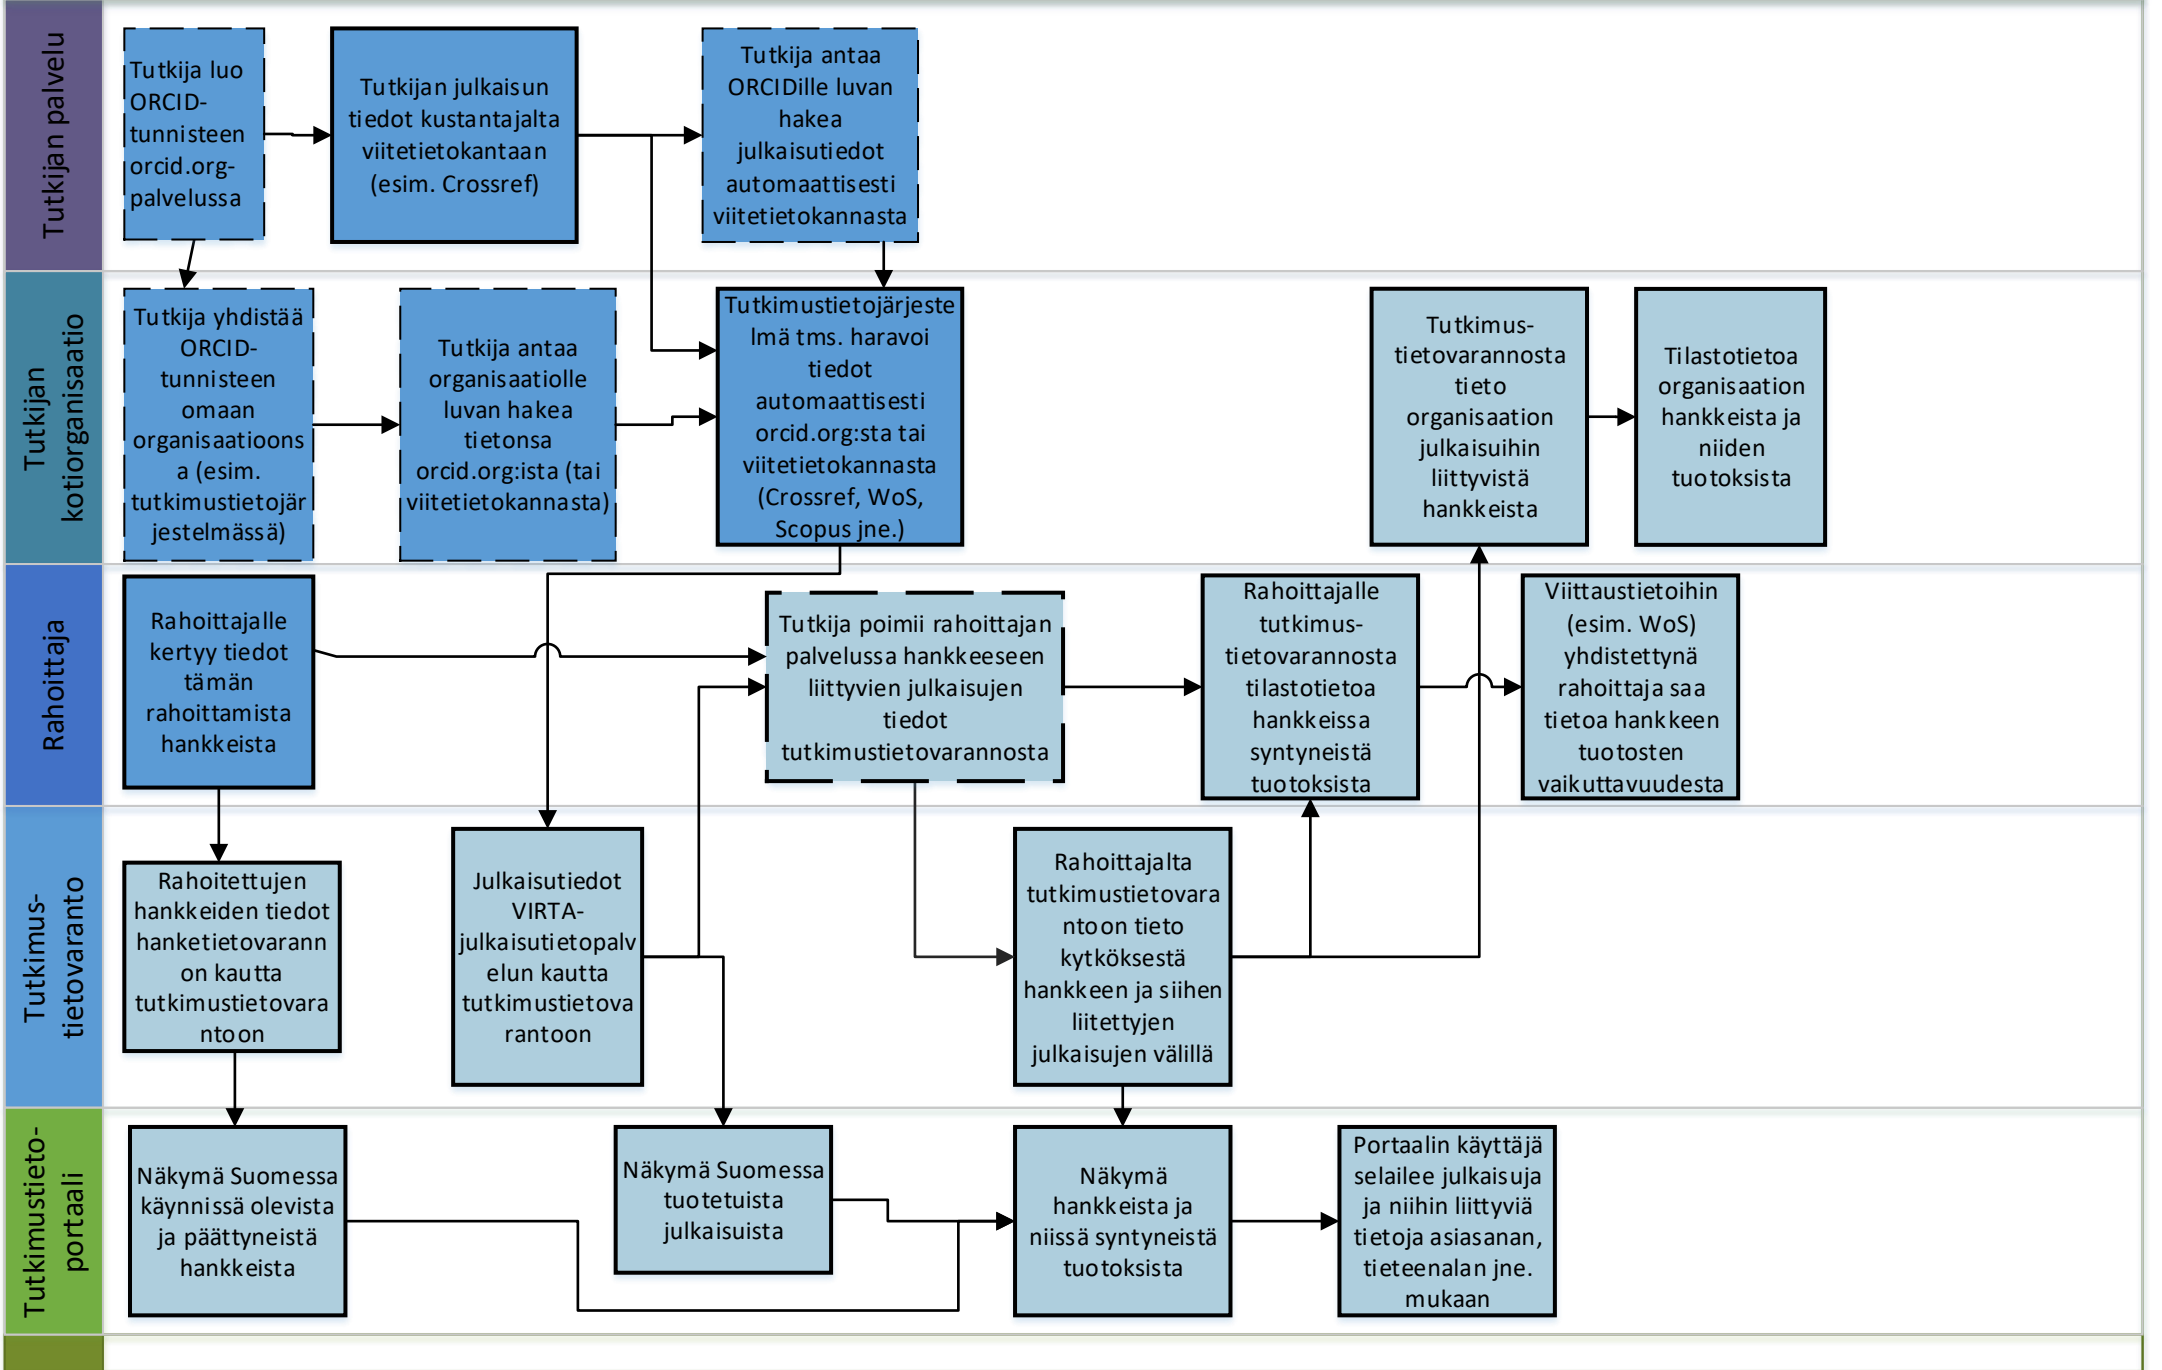 Tutkijan palvelu
Tutkija luo
ORCID-
tunnisteen
orcid.org-
palvelussa
Tutkijan julkaisun
tiedot kustantajalta
viitetietokantaan
(esim. Crossref)
Tutkija antaa
ORCIDille luvan
hakea
julkaisutiedot
automaattisesti
viitetietokannasta
Tutkijan
kotiorganisaatio
Tutkija yhdistää
ORCID-
tunnisteen
omaan
organisaatioons
a (esim.
tutkimustietojär
jestelmässä)
Tutkija antaa
organisaatiolle
luvan hakea
tietonsa
orcid.org:ista (tai
viitetietokannasta)
Tutkimustietojärjeste
lmä tms. haravoi
tiedot
automaattisesti
orcid.org:sta tai
viitetietokannasta
(Crossref, WoS,
Scopus jne.)
Tutkimus-
tietovarannosta
tieto
organisaation
julkaisuihin
liittyvistä
hankkeista
Tilastotietoa
organisaation
hankkeista ja
niiden
tuotoksista
Rahoittaja
Rahoittajalle
kertyy tiedot
tämän
rahoittamista
hankkeista
Tutkija poimii rahoittajan
palvelussa hankkeeseen
liittyvien julkaisujen
tiedot
tutkimustietovarannosta
Rahoittajalle
tutkimus-
tietovarannosta
tilastotietoa
hankkeissa
syntyneistä
tuotoksista
Viittaustietoihin
(esim. WoS)
yhdistettynä
rahoittaja saa
tietoa hankkeen
tuotosten
vaikuttavuudesta
Tutkimus-
tietovaranto
Rahoitettujen
hankkeiden tiedot
hanketietovarann
on kautta
tutkimustietovara
ntoon
Julkaisutiedot
VIRTA-
julkaisutietopalv
elun kautta
tutkimustietova
rantoon
Rahoittajalta
tutkimustietovara
ntoon tieto
kytköksestä
hankkeen ja siihen
liitettyjen
julkaisujen välillä
Tutkimustieto-
portaali
Näkymä Suomessa
käynnissä olevista
ja päättyneistä
hankkeista
Näkymä Suomessa
tuotetuista
julkaisuista
Näkymä
hankkeista ja
niissä syntyneistä
tuotoksista
Portaalin käyttäjä
selailee julkaisuja
ja niihin liittyviä
tietoja asiasanan,
tieteenalan jne.
mukaan